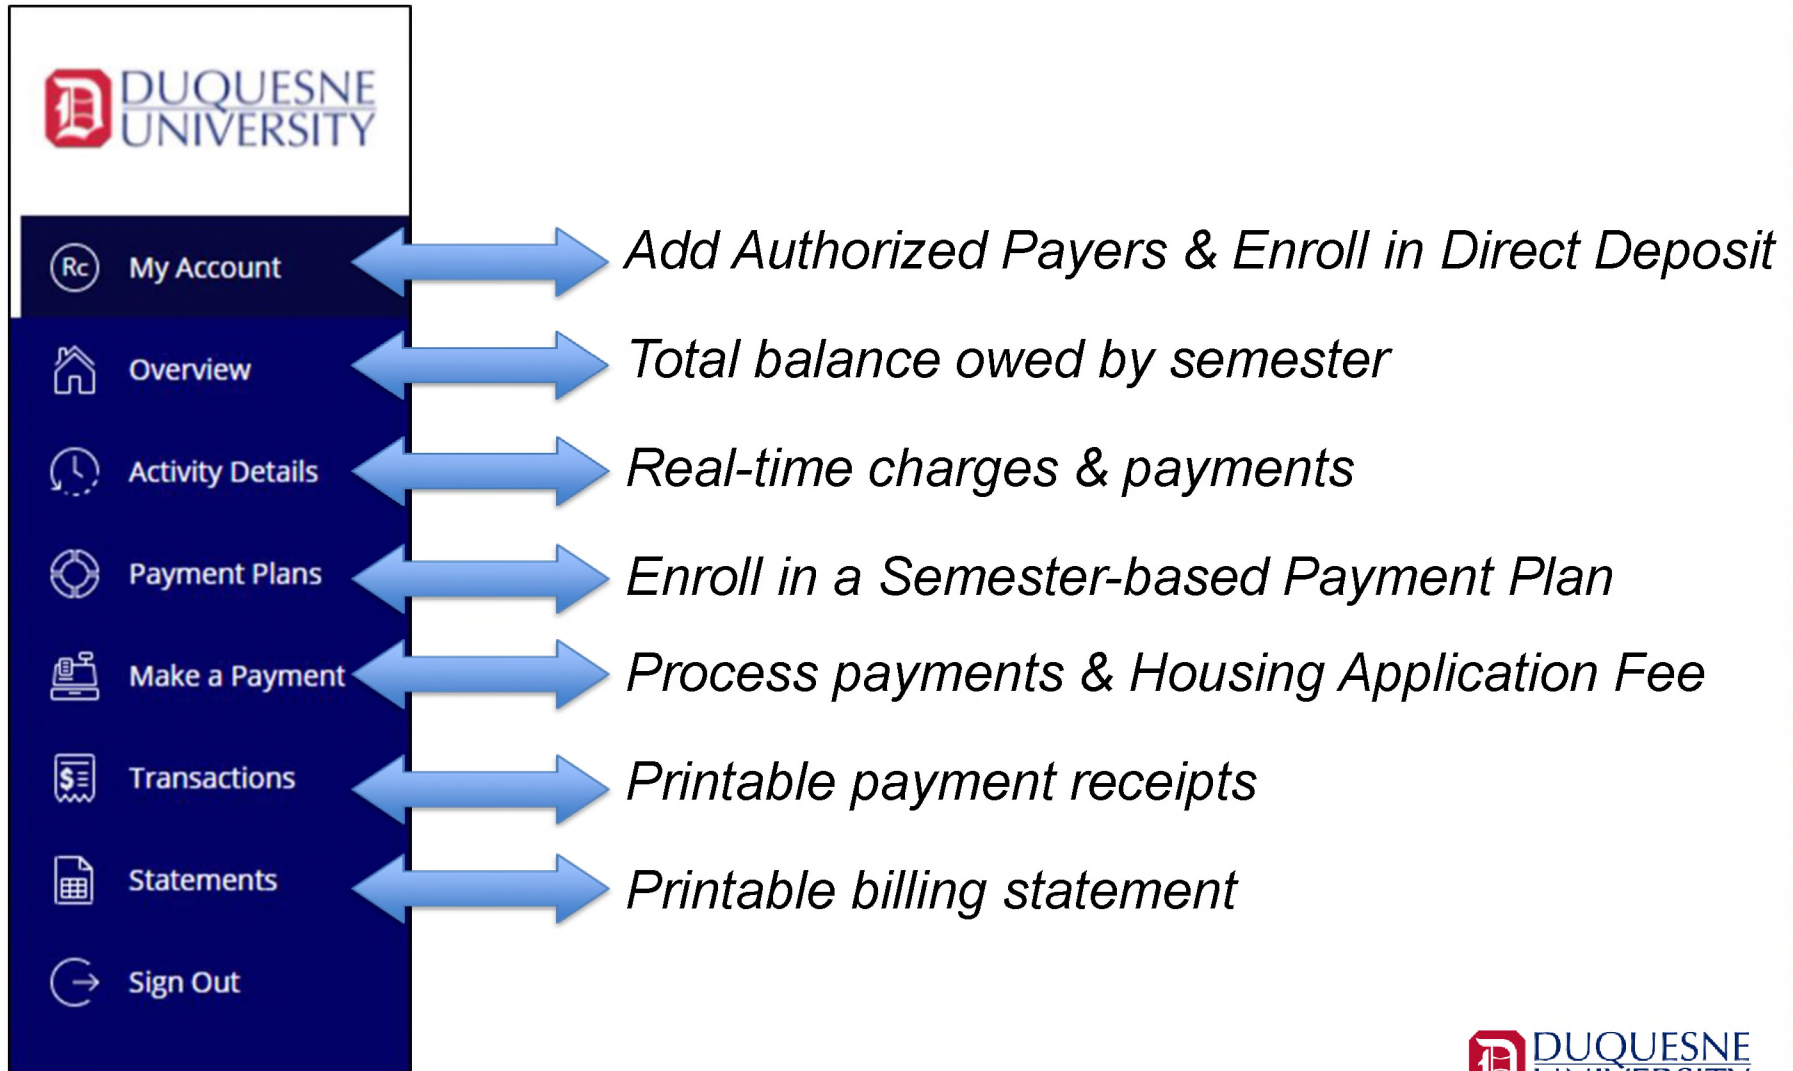 DUQUESNE
UNIVERSITY
Rc My Account
Add Authorized Payers & Enroll in Direct Deposit
Overview
Total balance owed by semester
Activity Details
Real-time charges & payments
Payment Plans
Enroll in a Semester-based Payment Plan
Make a Payment
Process payments & Housing Application Fee
Transactions
Printable payment receipts
Statements
Printable billing statement
Sign Out
DUQUESNE
UNIVERSITY